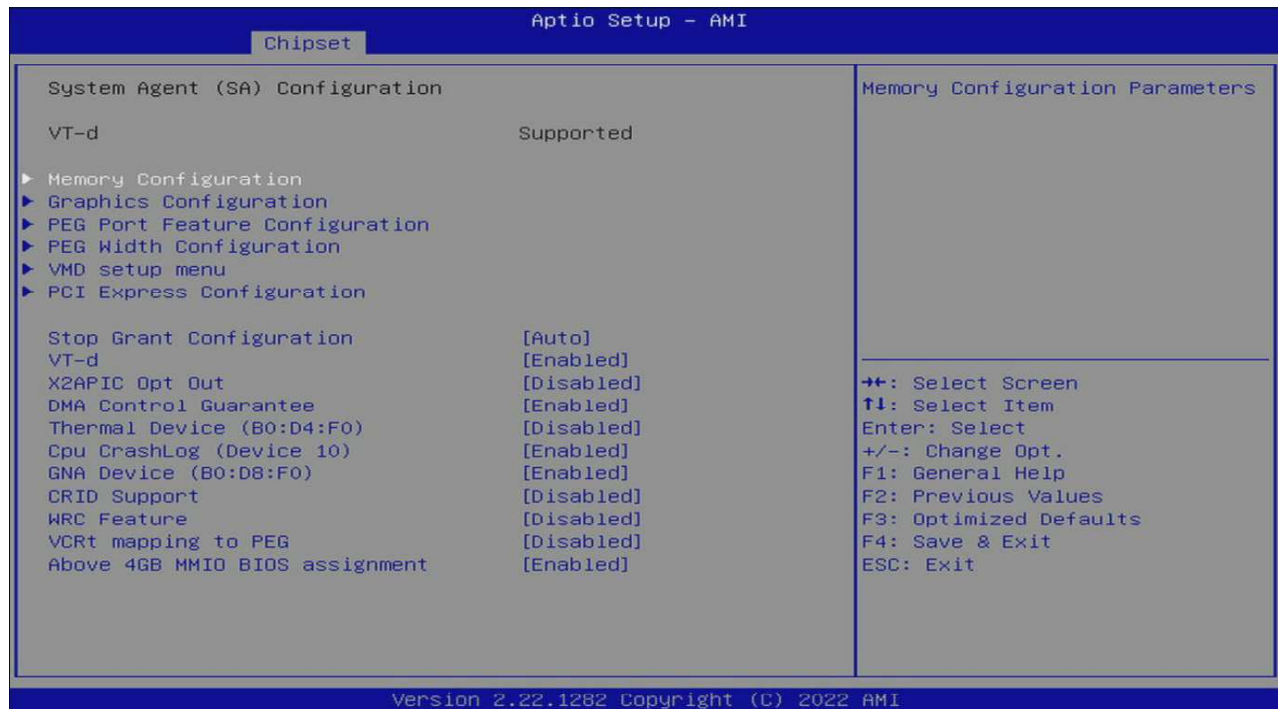 Aptio Setup – AMI
Chipset
System Agent (SA) Configuration
VT-d Supported
▶ Memory Configuration
▶ Graphics Configuration
▶ PEG Port Feature Configuration
▶ PEG Width Configuration
▶ VMD setup menu
▶ PCI Express Configuration
Stop Grant Configuration [Auto]
VT-d [Enabled]
X2APIC Opt Out [Disabled]
DMA Control Guarantee [Enabled]
Thermal Device (B0:D4:F0) [Disabled]
Cpu CrashLog (Device 10) [Enabled]
GNA Device (B0:D8:F0) [Enabled]
CRID Support [Disabled]
WRC Feature [Disabled]
VCRt mapping to PEG [Disabled]
Above 4GB MMIO BIOS assignment [Enabled]
Memory Configuration Parameters
→←: Select Screen
↑↓: Select Item
Enter: Select
+/-: Change Opt.
F1: General Help
F2: Previous Values
F3: Optimized Defaults
F4: Save & Exit
ESC: Exit
Version 2.22.1282 Copyright (C) 2022 AMI